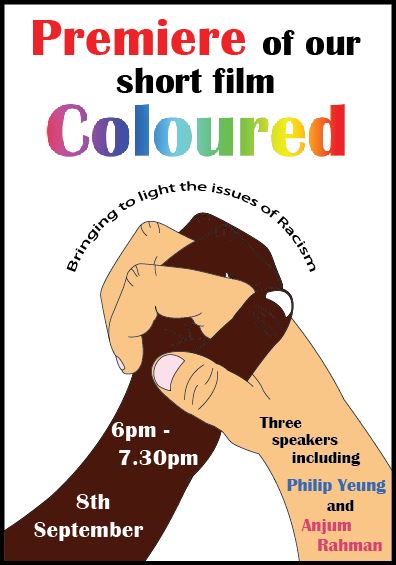 Premiere of our
short film
Coloured
Bringing to light the issues of Racism
6pm -
7.30pm
8th
September
Three
speakers
including
Philip Yeung
and
Anjum
Rahman